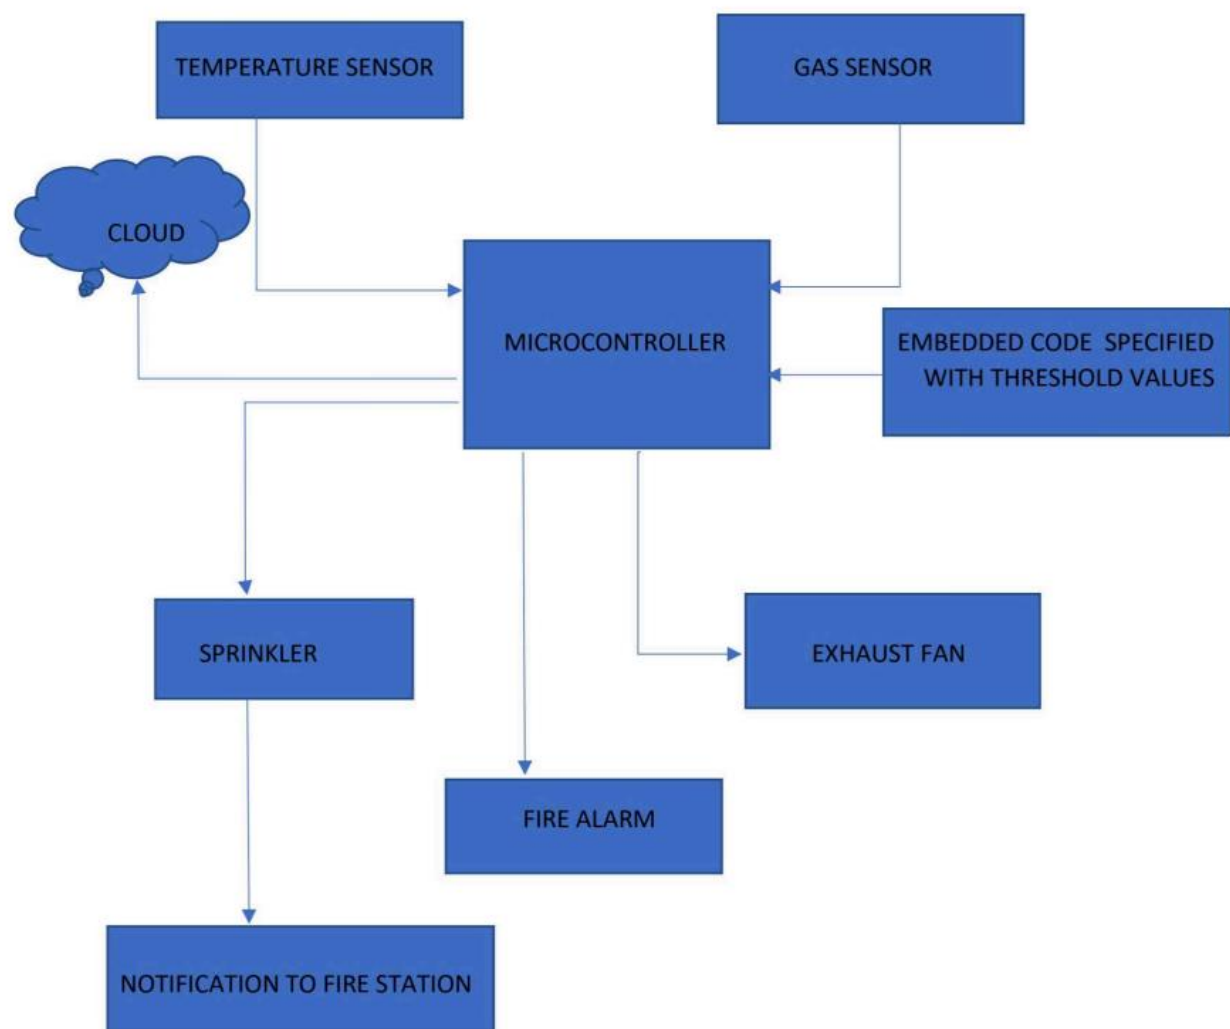 TEMPERATURE SENSOR
GAS SENSOR
CLOUD
MICROCONTROLLER
EMBEDDED CODE  SPECIFIED
WITH THRESHOLD VALUES
SPRINKLER
EXHAUST FAN
FIRE ALARM
NOTIFICATION TO FIRE STATION